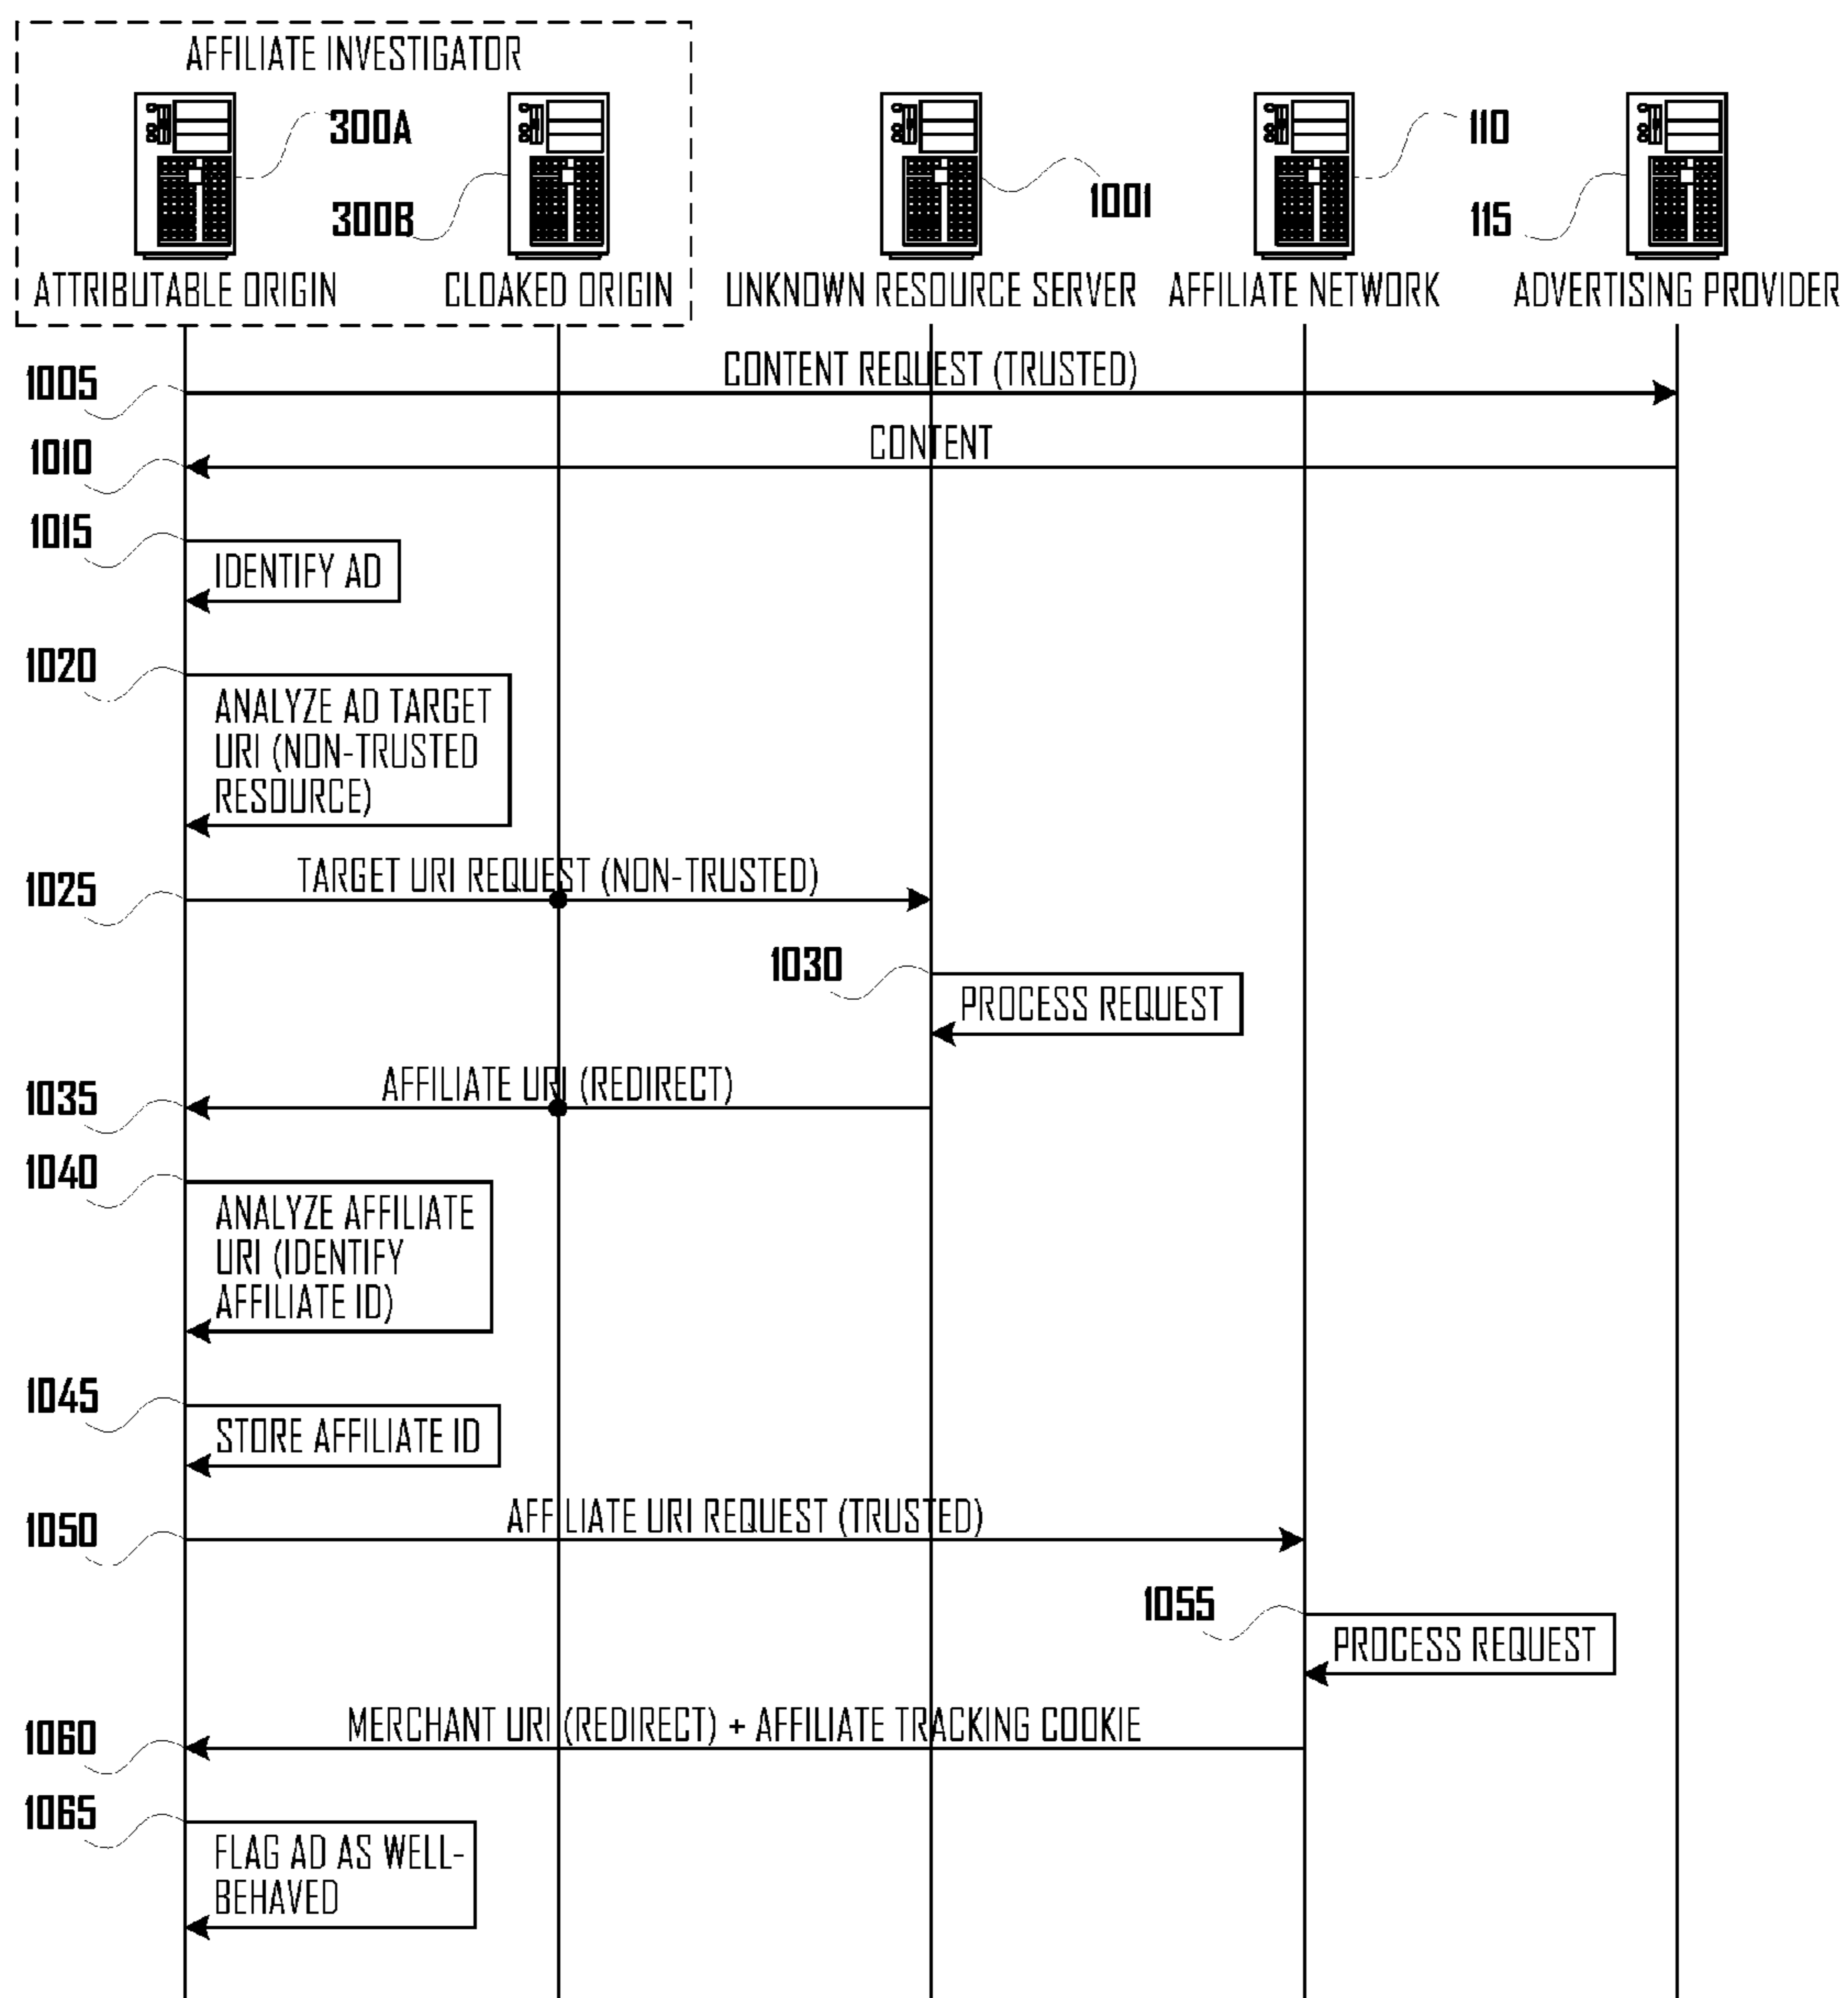 AFFILIATE INVESTIGATOR
300A
300B
1001
110
115
ATTRIBUTABLE ORIGIN
CLOAKED ORIGIN
UNKNOWN RESOURCE SERVER
AFFILIATE NETWORK
ADVERTISING PROVIDER
1005
CONTENT REQUEST (TRUSTED)
1010
CONTENT
1015
IDENTIFY AD
1020
ANALYZE AD TARGET
URI (NON-TRUSTED
RESOURCE)
1025
TARGET URI REQUEST (NON-TRUSTED)
1030
PROCESS REQUEST
1035
AFFILIATE URI (REDIRECT)
1040
ANALYZE AFFILIATE
URI (IDENTIFY
AFFILIATE ID)
1045
STORE AFFILIATE ID
1050
AFFILIATE URI REQUEST (TRUSTED)
1055
PROCESS REQUEST
1060
MERCHANT URI (REDIRECT) + AFFILIATE TRACKING COOKIE
1065
FLAG AD AS WELL-
BEHAVED